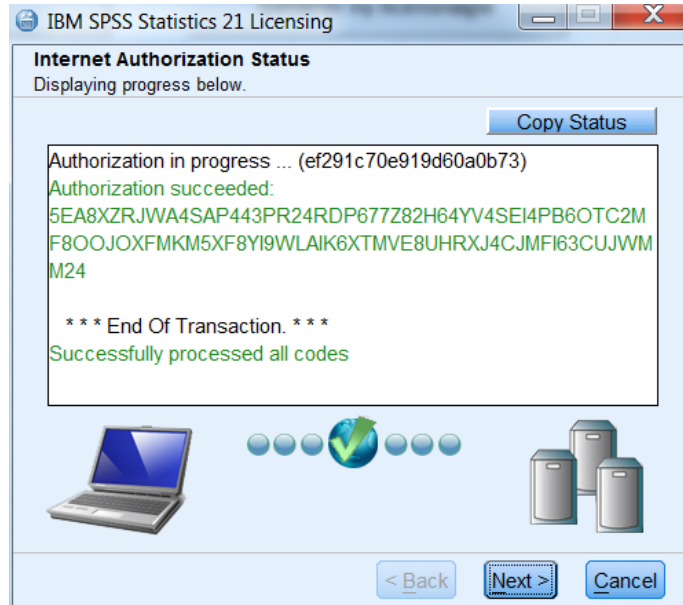 IBM SPSS Statistics 21 Licensing
Internet Authorization Status
Displaying progress below.
Copy Status
Authorization in progress ... (ef291c70e919d60a0b73)
Authorization succeeded:
5EA8XZRJWA4SAP443PR24RDP677Z82H64YV4SEI4PB6OTC2M
F8OOJOXFMKM5XF8YI9WLAIK6XTMVE8UHRXJ4CJMFI63CUJWM
M24
* * * End Of Transaction. * * *
Successfully processed all codes
< Back
Next >
Cancel